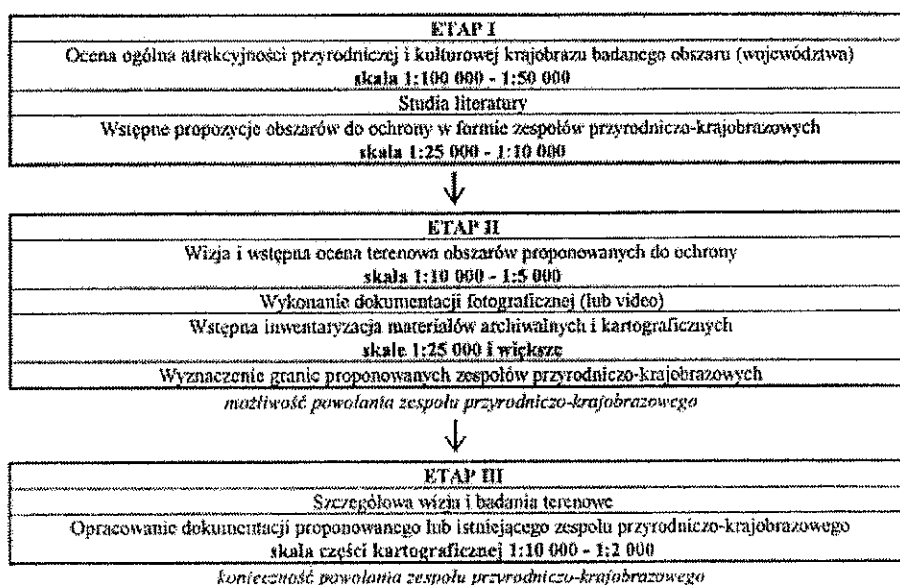 ETAP I
Ocena ogólna atrakcyjności przyrodniczej i kulturowej krajobrazu badanego obszaru (województwa)
skala 1:100 000 - 1:50 000
Studia literatury
Wstępne propozycje obszarów do ochrony w formie zespołów przyrodniczo-krajobrazowych
skala 1:25 000 - 1:10 000
ETAP II
Wizja i wstępna ocena terenowa obszarów proponowanych do ochrony
skala 1:10 000 - 1:5 000
Wykonanie dokumentacji fotograficznej (lub video)
Wstępna inwentaryzacja materiałów archiwalnych i kartograficznych
skale 1:25 000 i większe
Wyznaczenie granic proponowanych zespołów przyrodniczo-krajobrazowych
możliwość powołania zespołu przyrodniczo-krajobrazowego
ETAP III
Szczegółowa wizja i badania terenowe
Opracowanie dokumentacji proponowanego lub istniejącego zespołu przyrodniczo-krajobrazowego
skala części kartograficznej 1:10 000 - 1:2 000
konieczność powołania zespołu przyrodniczo-krajobrazowego